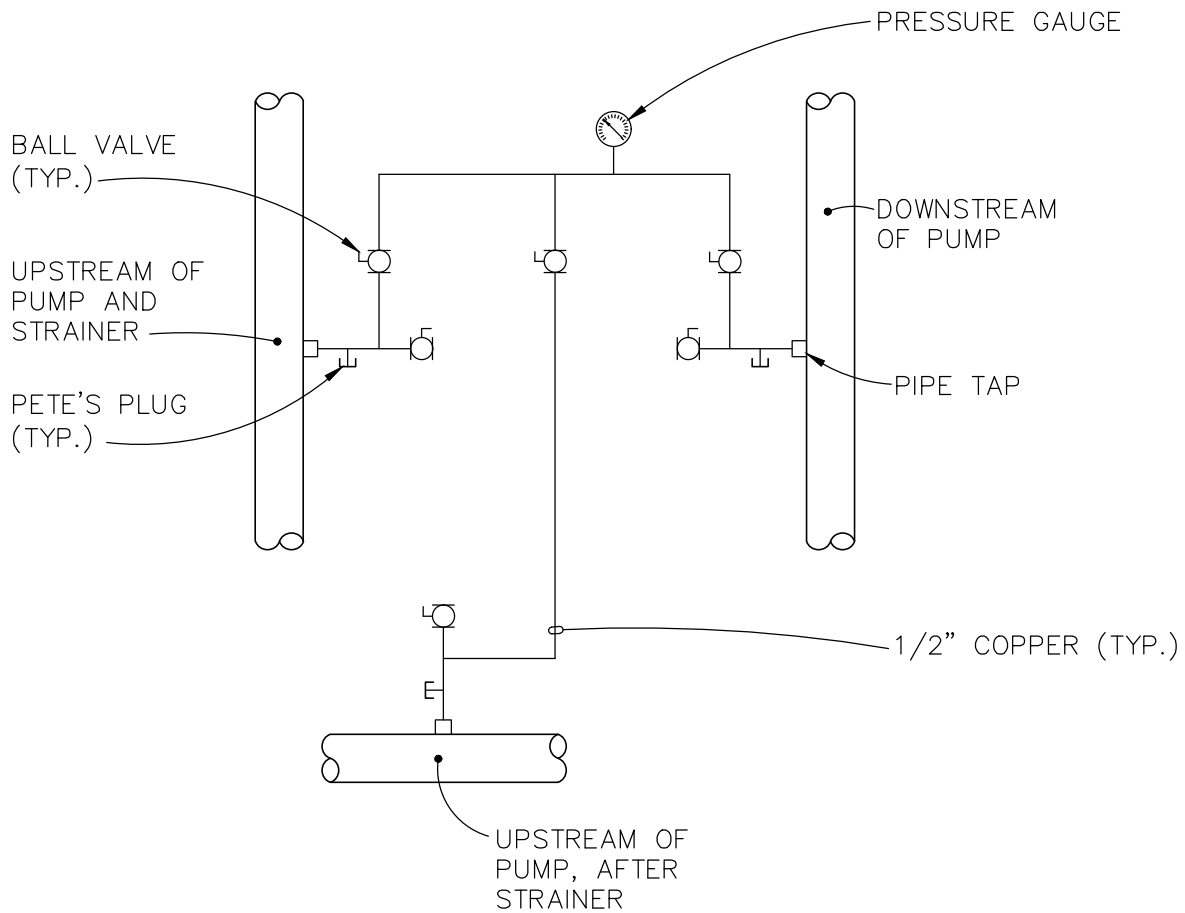 PRESSURE GAUGE
BALL VALVE
(TYP.)
DOWNSTREAM
OF PUMP
UPSTREAM OF
PUMP AND
STRAINER
PIPE TAP
PETE'S PLUG
(TYP.)
1/2" COPPER (TYP.)
UPSTREAM OF
PUMP, AFTER
STRAINER